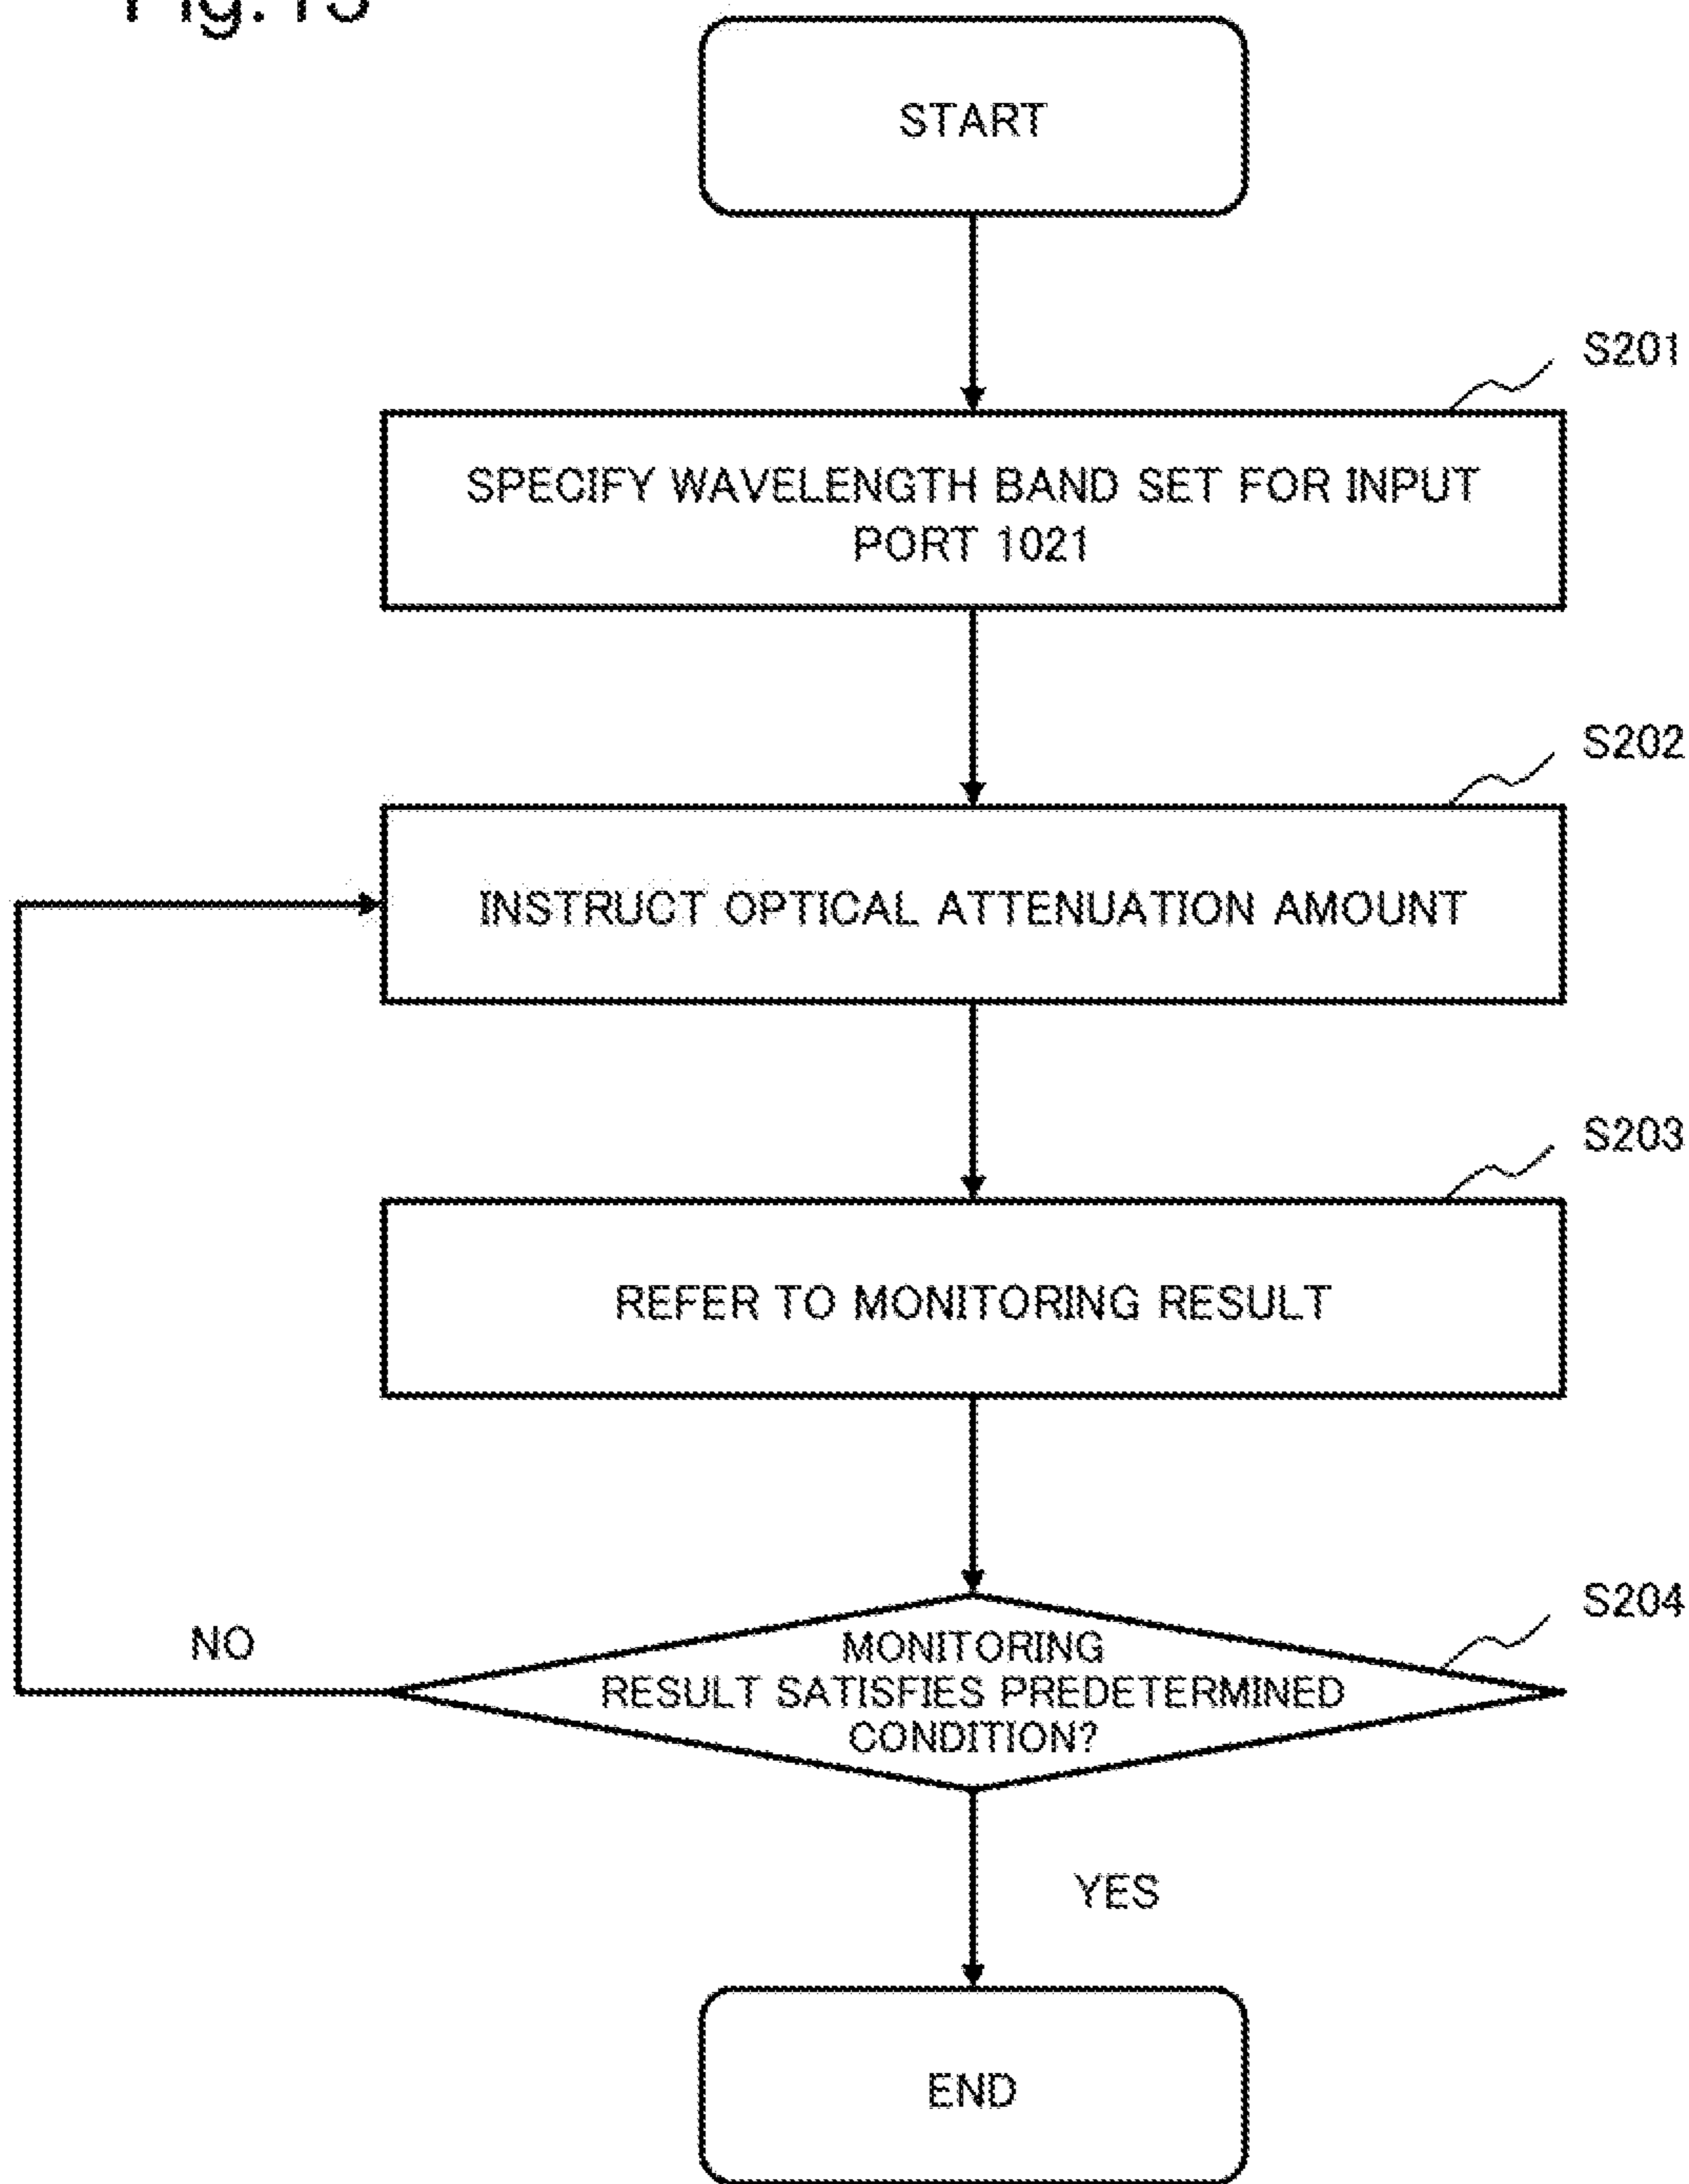 START
S201
SPECIFY WAVELENGTH BAND SET FOR INPUT
PORT 1021
S202
INSTRUCT OPTICAL ATTENUATION AMOUNT
S203
REFER TO MONITORING RESULT
S204
NO
MONITORING
RESULT SATISFIES PREDETERMINED
CONDITION?
YES
END